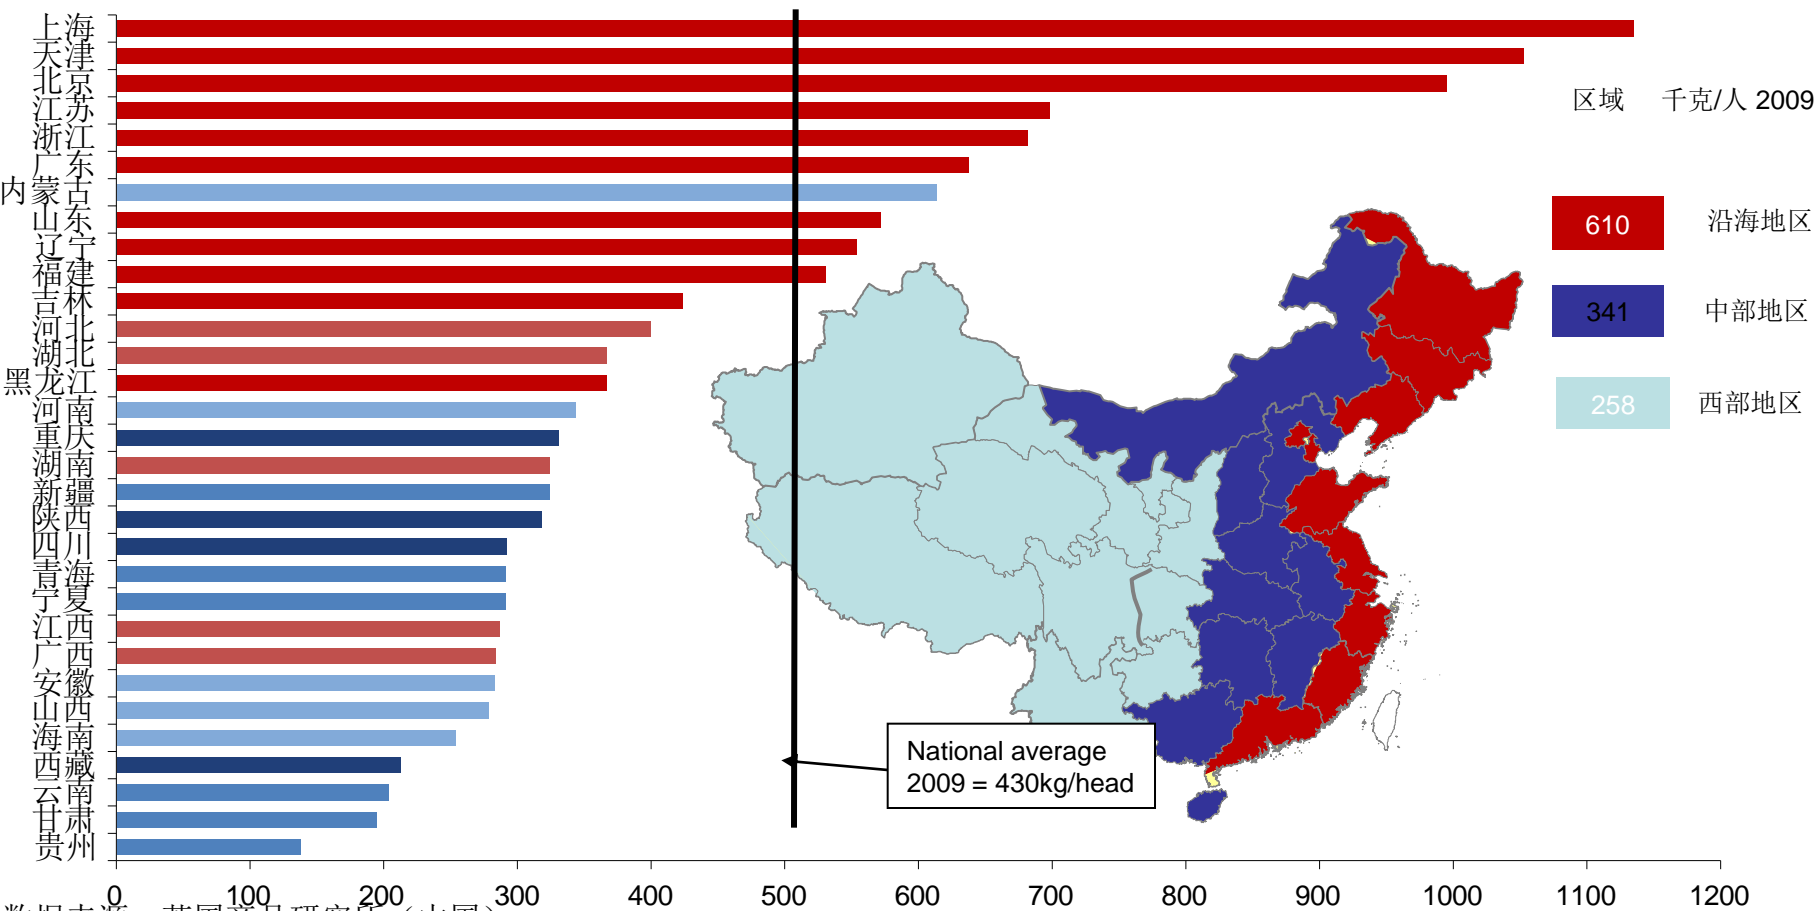 上海
天津
北京
江苏
浙江
广东
内蒙古
山东
辽宁
福建
吉林
河北
湖北
黑龙江
河南
重庆
湖南
新疆
陕西
四川
青海
宁夏
江西
广西
安徽
山西
海南
西藏
云南
甘肃
贵州
0 100 200 300 400 500 600 700 800 900 1000 1100 1200
区域 千克/人 2009
610 沿海地区
341 中部地区
258 西部地区
National average
2009 = 430kg/head